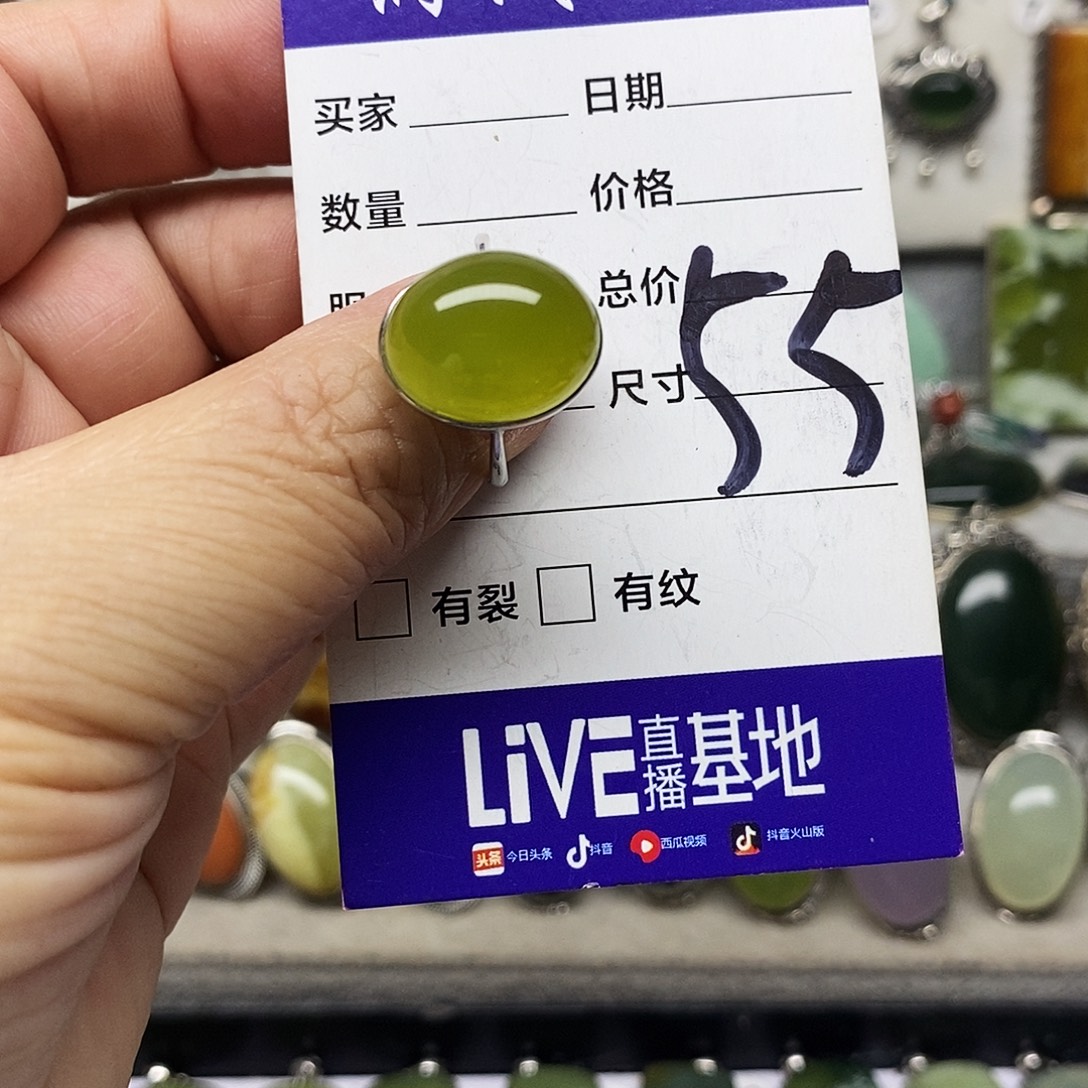 买家 日期
数量 价格
总价 55
尺寸
有裂 有纹
LiVE直播基地
今日头条 抖音 西瓜视频 抖音火山版